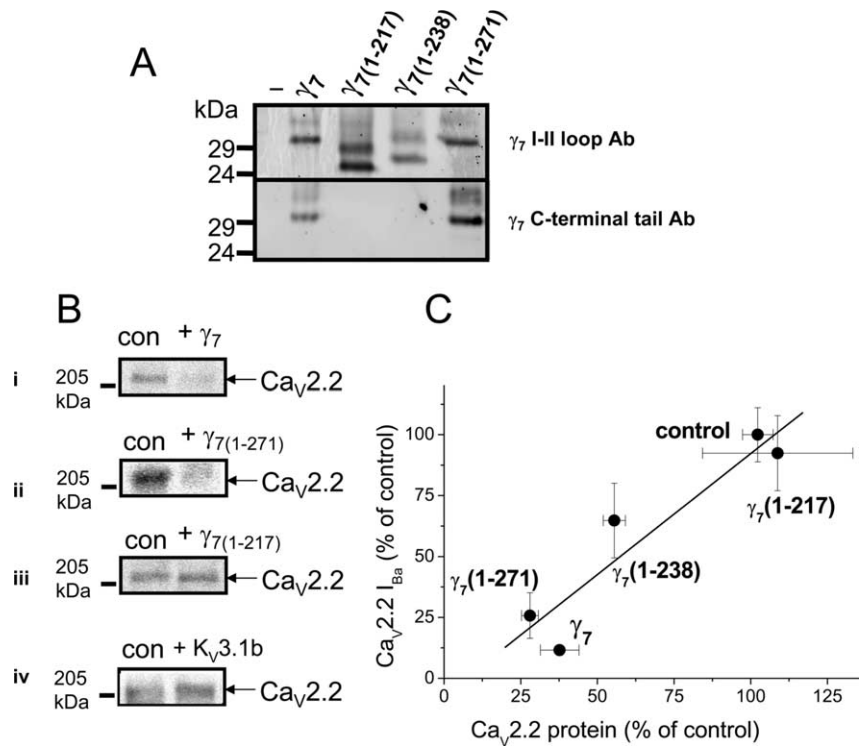 A
– γ7 γ7(1-217) γ7(1-238) γ7(1-271)
kDa
29
24
γ7 I-II loop Ab
29
24
γ7 C-terminal tail Ab
B
con + γ7
i 205 kDa CaV2.2
con + γ7(1-271)
ii 205 kDa CaV2.2
con + γ7(1-217)
iii 205 kDa CaV2.2
con + KV3.1b
iv 205 kDa CaV2.2
C
CaV2.2 IBa (% of control)
100
75
50
25
0
control
γ7(1-217)
γ7(1-238)
γ7(1-271)
γ7
0 25 50 75 100 125
CaV2.2 protein (% of control)